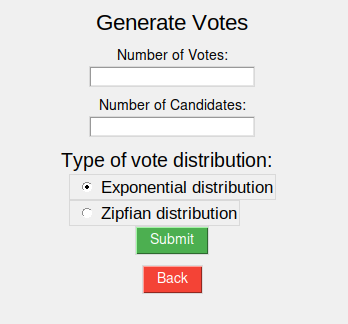 Generate Votes
Number of Votes:
Number of Candidates:
Type of vote distribution:
Exponential distribution
Zipfian distribution
Submit
Back